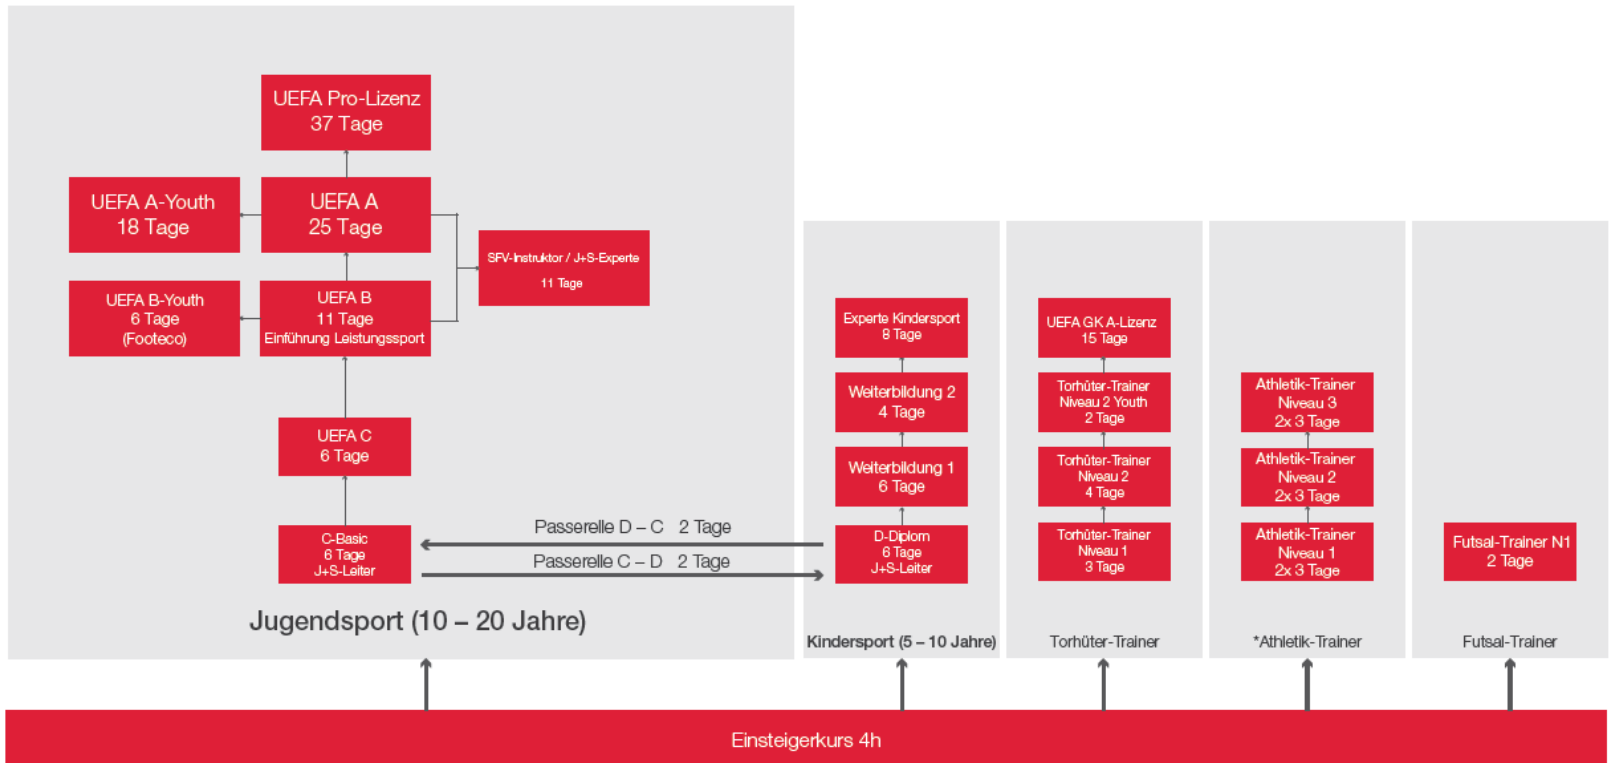 UEFA Pro-Lizenz
37 Tage
UEFA A-Youth
18 Tage
UEFA A
25 Tage
SFV-Instruktor / J+S-Experte
11 Tage
UEFA B-Youth
6 Tage
(Footeco)
UEFA B
11 Tage
Einführung Leistungssport
UEFA C
6 Tage
C-Basic
6 Tage
J+S-Leiter
Passerelle D – C 2 Tage
Passerelle C – D 2 Tage
Jugendsport (10 – 20 Jahre)
Experte Kindersport
8 Tage
Weiterbildung 2
4 Tage
Weiterbildung 1
6 Tage
D-Diplom
6 Tage
J+S-Leiter
Kindersport (5 – 10 Jahre)
UEFA GK A-Lizenz
15 Tage
Torhüter-Trainer
Niveau 2 Youth
2 Tage
Torhüter-Trainer
Niveau 2
4 Tage
Torhüter-Trainer
Niveau 1
3 Tage
Torhüter-Trainer
Athletik-Trainer
Niveau 3
2x 3 Tage
Athletik-Trainer
Niveau 2
2x 3 Tage
Athletik-Trainer
Niveau 1
2x 3 Tage
*Athletik-Trainer
Futsal-Trainer N1
2 Tage
Futsal-Trainer
Einsteigerkurs 4h